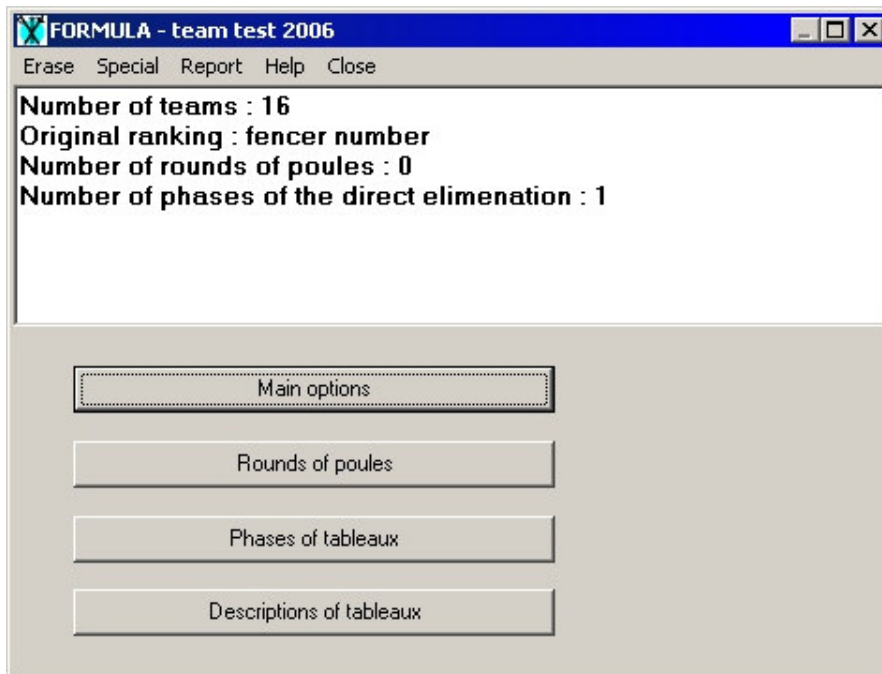 FORMULA - team test 2006
Erase Special Report Help Close
Number of teams : 16
Original ranking : fencer number
Number of rounds of poules : 0
Number of phases of the direct elimenation : 1
Main options
Rounds of poules
Phases of tableaux
Descriptions of tableaux